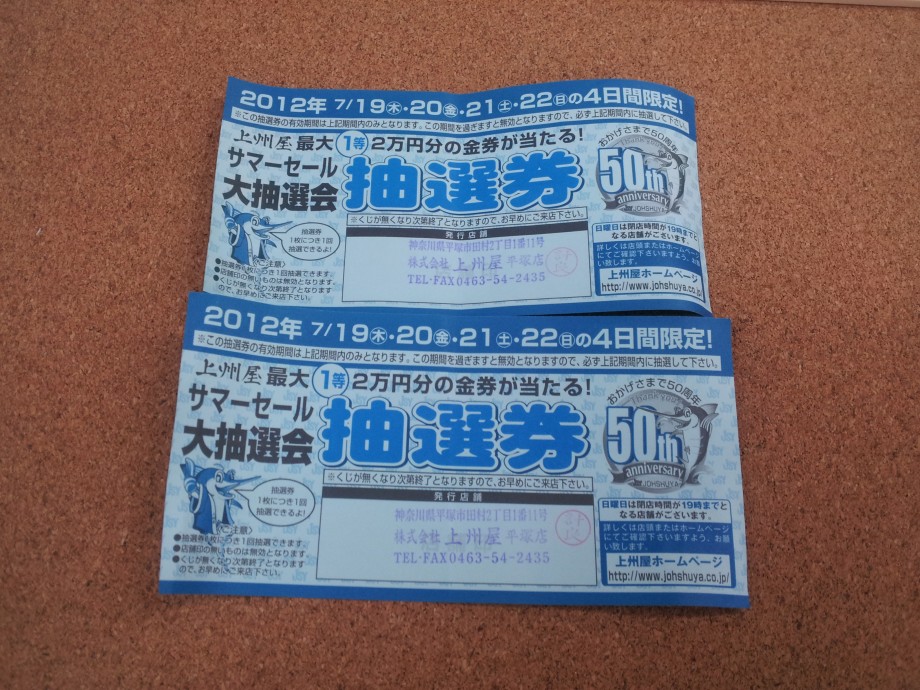 2012年 7/19㊍・20㊎・21㊏・22㊐の4日間限定!
※この抽選券の有効期間は上記期間内のみとなります。この期間を過ぎますと無効となりますので、必ず上記期間内に抽選して下さい。
上州屋 最大 1等 2万円分の金券が当たる!
サマーセール
大抽選会
抽選券
おかげさまで50周年
Thank you!
50th
anniversary
JOHSHUYA
※くじが無くなり次第終了となりますので、お早めにご来店下さい。
抽選券
1枚につき1回
抽選できるよ!
発行店舗
神奈川県平塚市田村2丁目1番11号
株式会社 上州屋 平塚店
TEL・FAX0463-54-2435
《ご注意》
●抽選券1枚につき1回抽選できます。
●店舗印の無いものは無効となります。
●くじが無くなり次第終了となります
ので、お早めにご来店下さい。
日曜日は閉店時間が19時までと
なる店舗がございます。
詳しくは店頭またはホームページ
にてご確認下さいますよう、お願
い致します。
上州屋ホームページ
http://www.johshuya.co.jp/
2012年 7/19㊍・20㊎・21㊏・22㊐の4日間限定!
※この抽選券の有効期間は上記期間内のみとなります。この期間を過ぎますと無効となりますので、必ず上記期間内に抽選して下さい。
上州屋 最大 1等 2万円分の金券が当たる!
サマーセール
大抽選会
抽選券
おかげさまで50周年
Thank you!
50th
anniversary
JOHSHUYA
※くじが無くなり次第終了となりますので、お早めにご来店下さい。
抽選券
1枚につき1回
抽選できるよ!
発行店舗
神奈川県平塚市田村2丁目1番11号
株式会社 上州屋 平塚店
TEL・FAX0463-54-2435
《ご注意》
●抽選券1枚につき1回抽選できます。
●店舗印の無いものは無効となります。
●くじが無くなり次第終了となります
ので、お早めにご来店下さい。
日曜日は閉店時間が19時までと
なる店舗がございます。
詳しくは店頭またはホームページ
にてご確認下さいますよう、お願
い致します。
上州屋ホームページ
http://www.johshuya.co.jp/